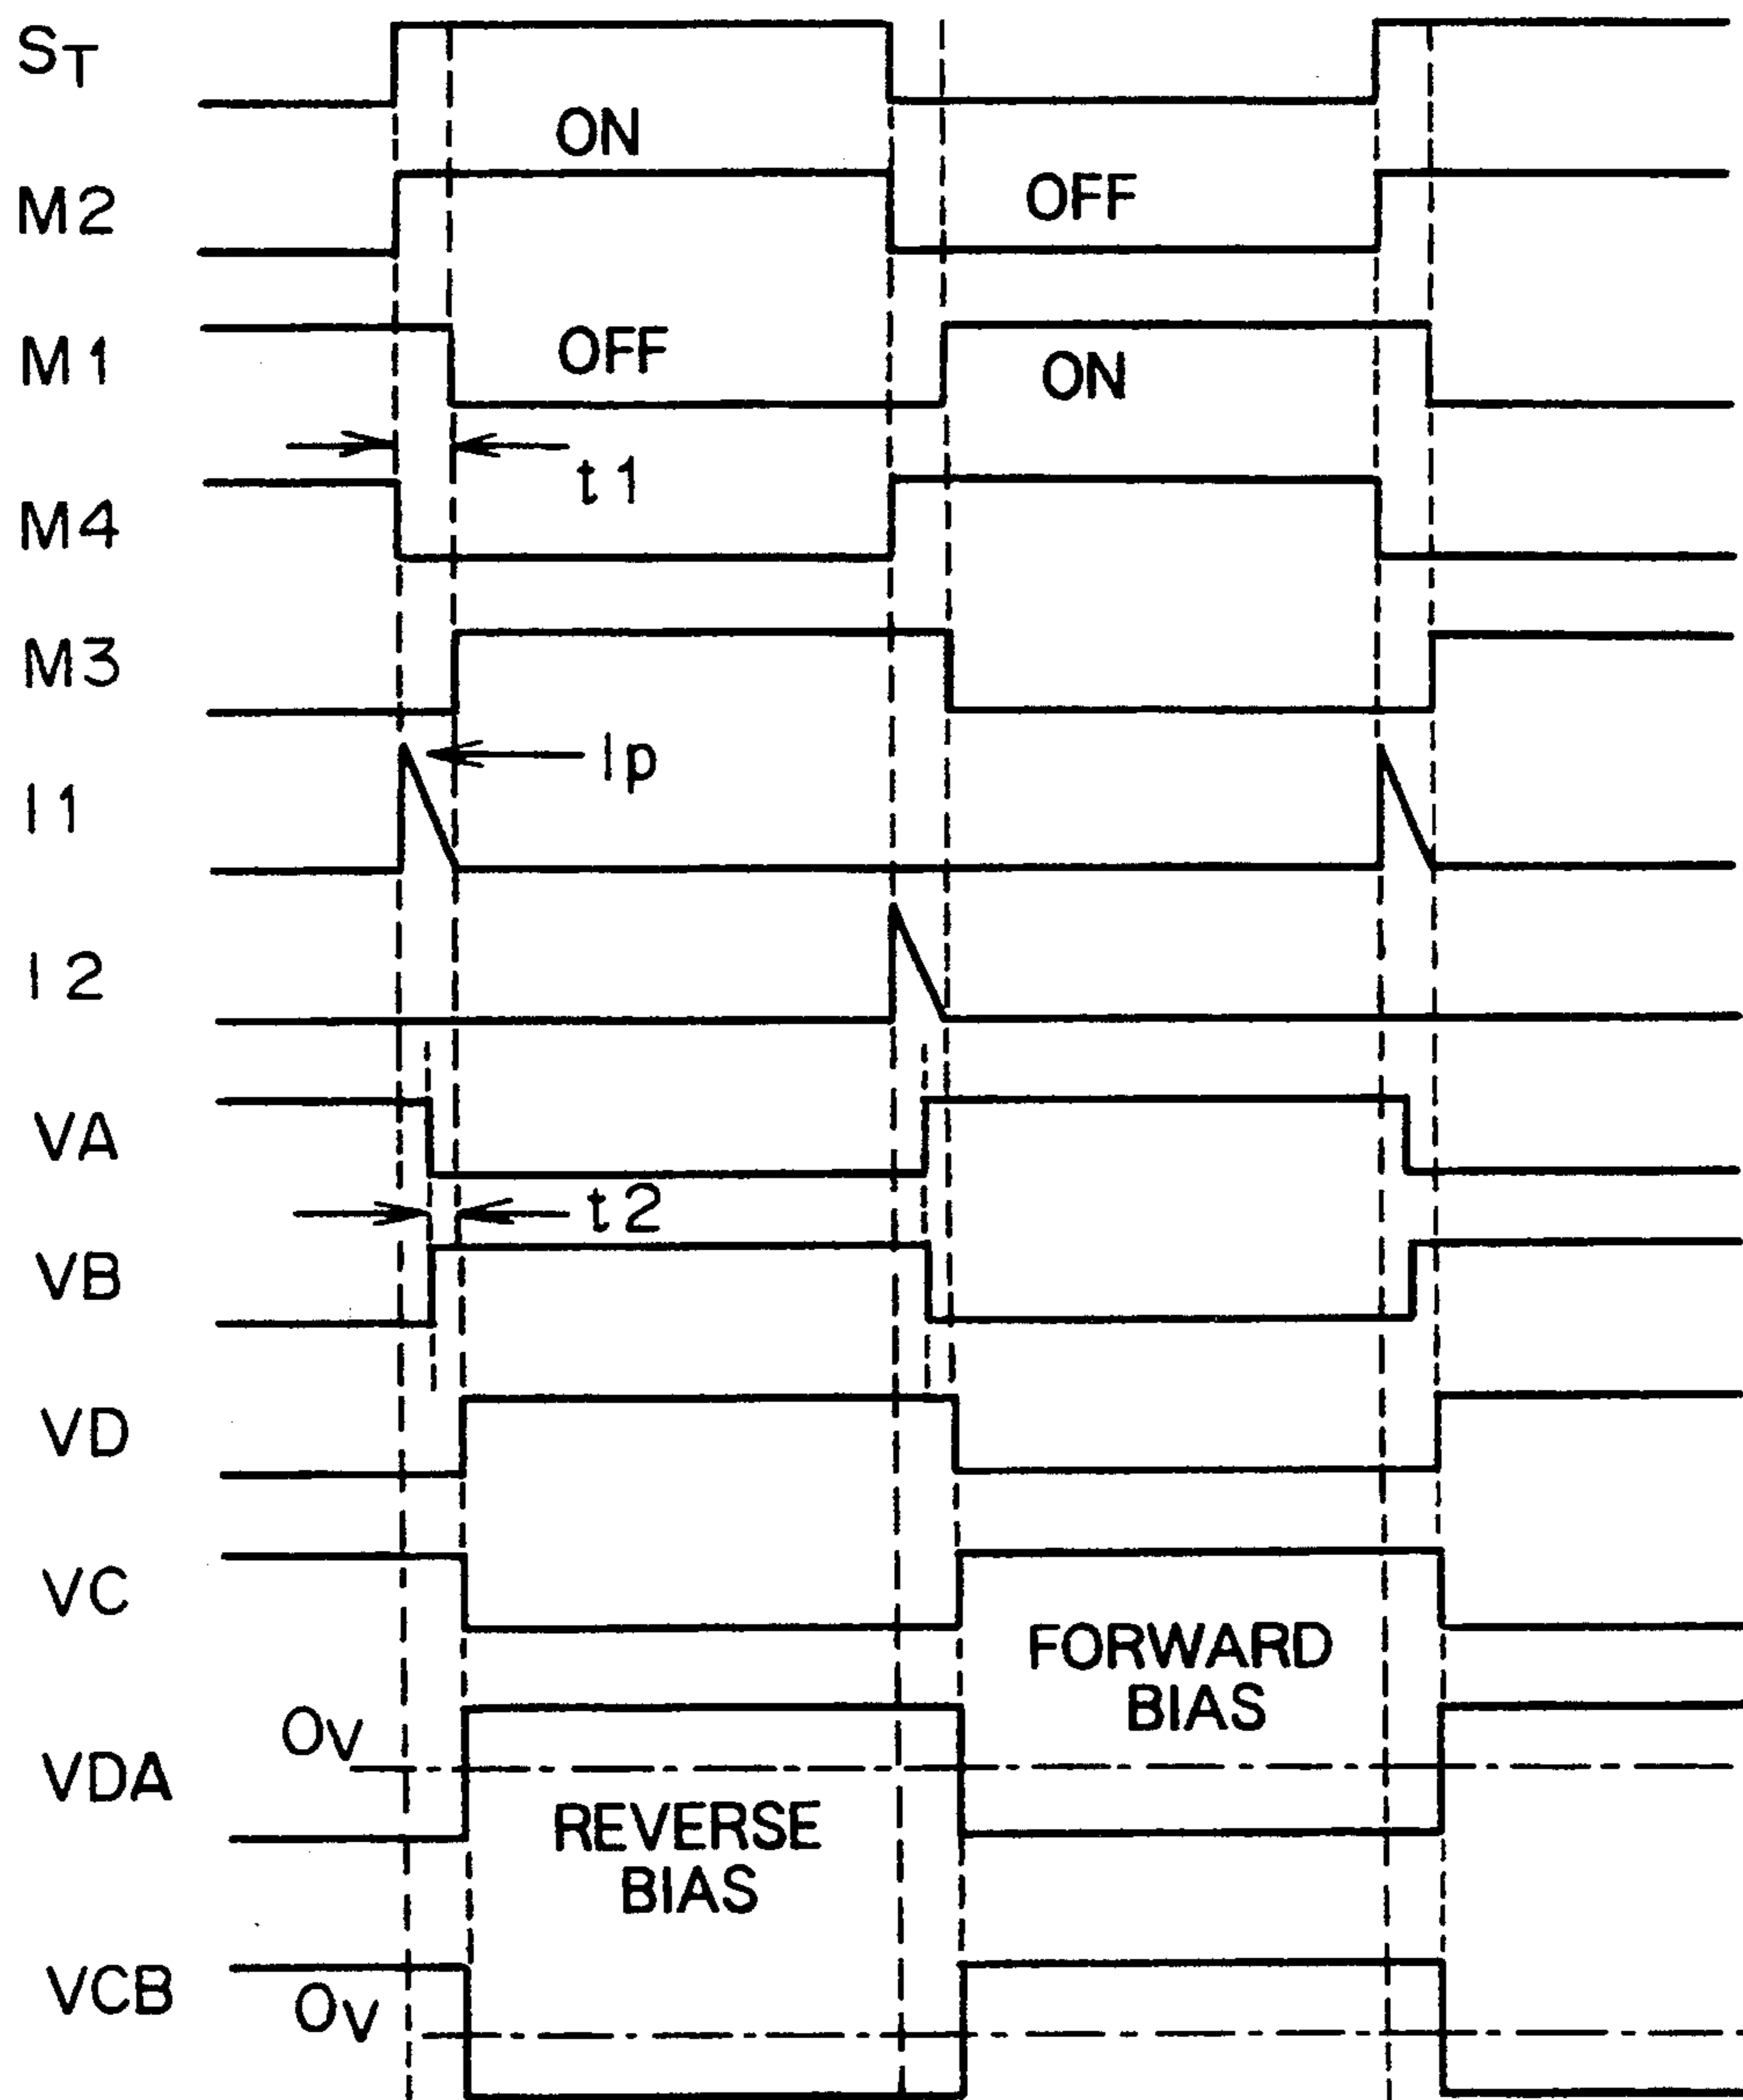 ST
ON
M2
OFF
M1
OFF
ON
t1
M4
M3
Ip
I1
I2
VA
t2
VB
VD
VC
FORWARD
BIAS
0V
VDA
REVERSE
BIAS
VCB
0V